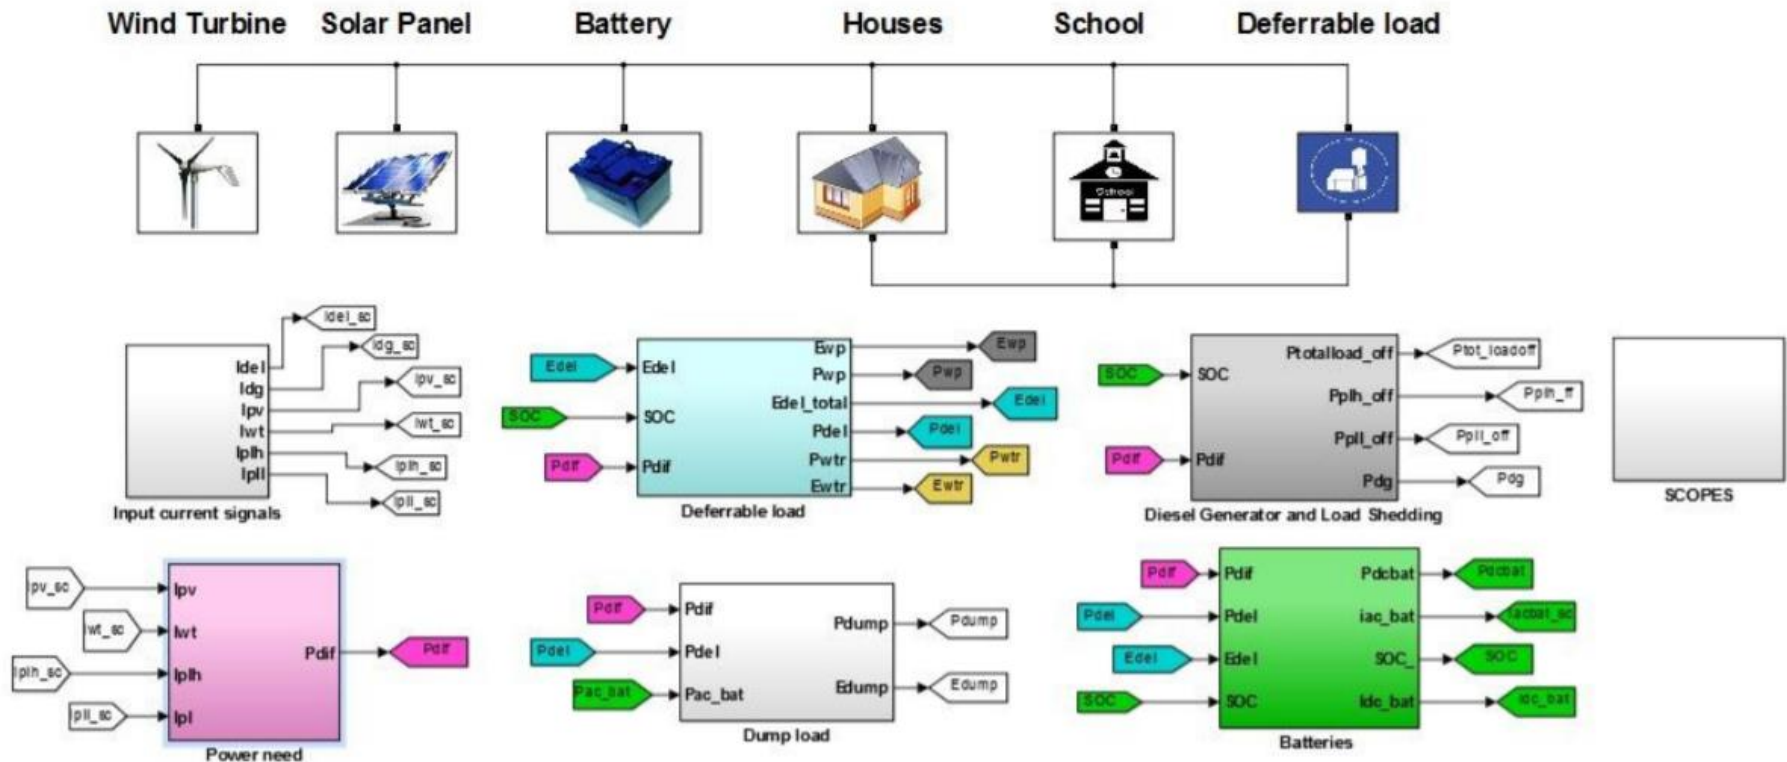 Wind Turbine Solar Panel Battery Houses School Deferrable load
School
Idel
Idg
Ipv
Iwt
Iplh
Ipll
Idel_sc
Idg_sc
Ipv_sc
Iwt_sc
Iplh_sc
Ipll_sc
Input current signals
Edel
SOC
Pdif
Edel
SOC
Pdif
Ewp
Pwp
Edel_total
Pdel
Pwtr
Ewtr
Ewp
Pwp
Edel
Pdel
Pwtr
Ewtr
Deferrable load
SOC
Pdif
SOC
Pdif
Ptotalload_off
Pplh_off
Ppll_off
Pdg
Ptot_loadoff
Pplh_ff
Ppll_off
Pdg
Diesel Generator and Load Shedding
SCOPES
Ipv_sc
Iwt_sc
Iplh_sc
Ipll_sc
Ipv
Iwt
Iplh
Ipl
Pdif
Pdif
Power need
Pdif
Pdel
Pac_bat
Pdif
Pdel
Pac_bat
Pdump
Edump
Pdump
Edump
Dump load
Pdif
Pdel
Edel
SOC
Pdif
Pdel
Edel
SOC
Pdcbat
iac_bat
SOC_
Idc_bat
Pdcbat
iacbat_sc
SOC
Idc_bat
Batteries